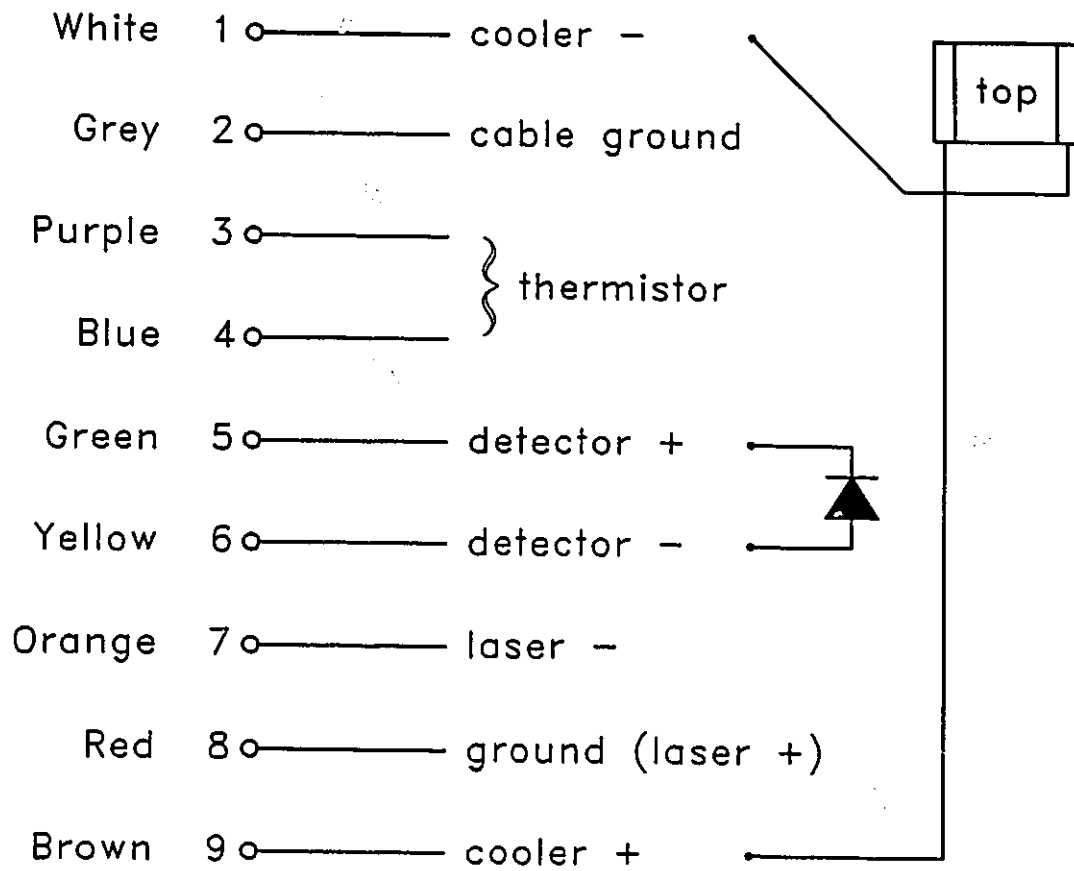 White 1 cooler −
top
Grey 2 cable ground
Purple 3
thermistor
Blue 4
Green 5 detector +
Yellow 6 detector −
Orange 7 laser −
Red 8 ground (laser +)
Brown 9 cooler +